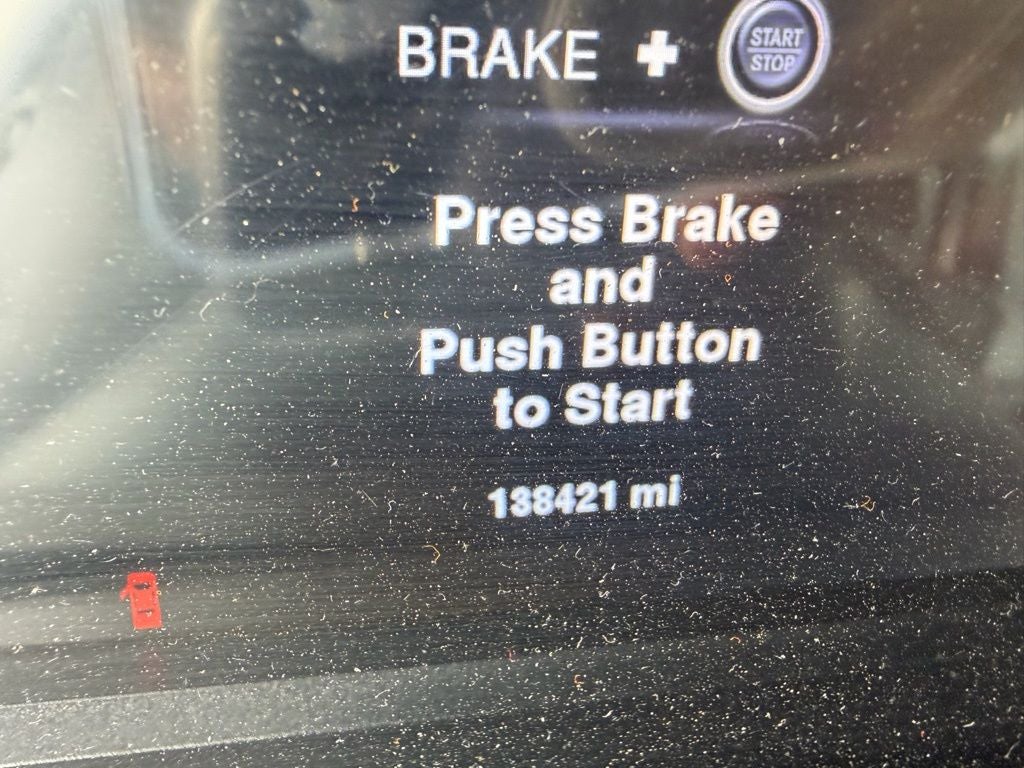 BRAKE + START
STOP
Press Brake
and
Push Button
to Start
138421 mi